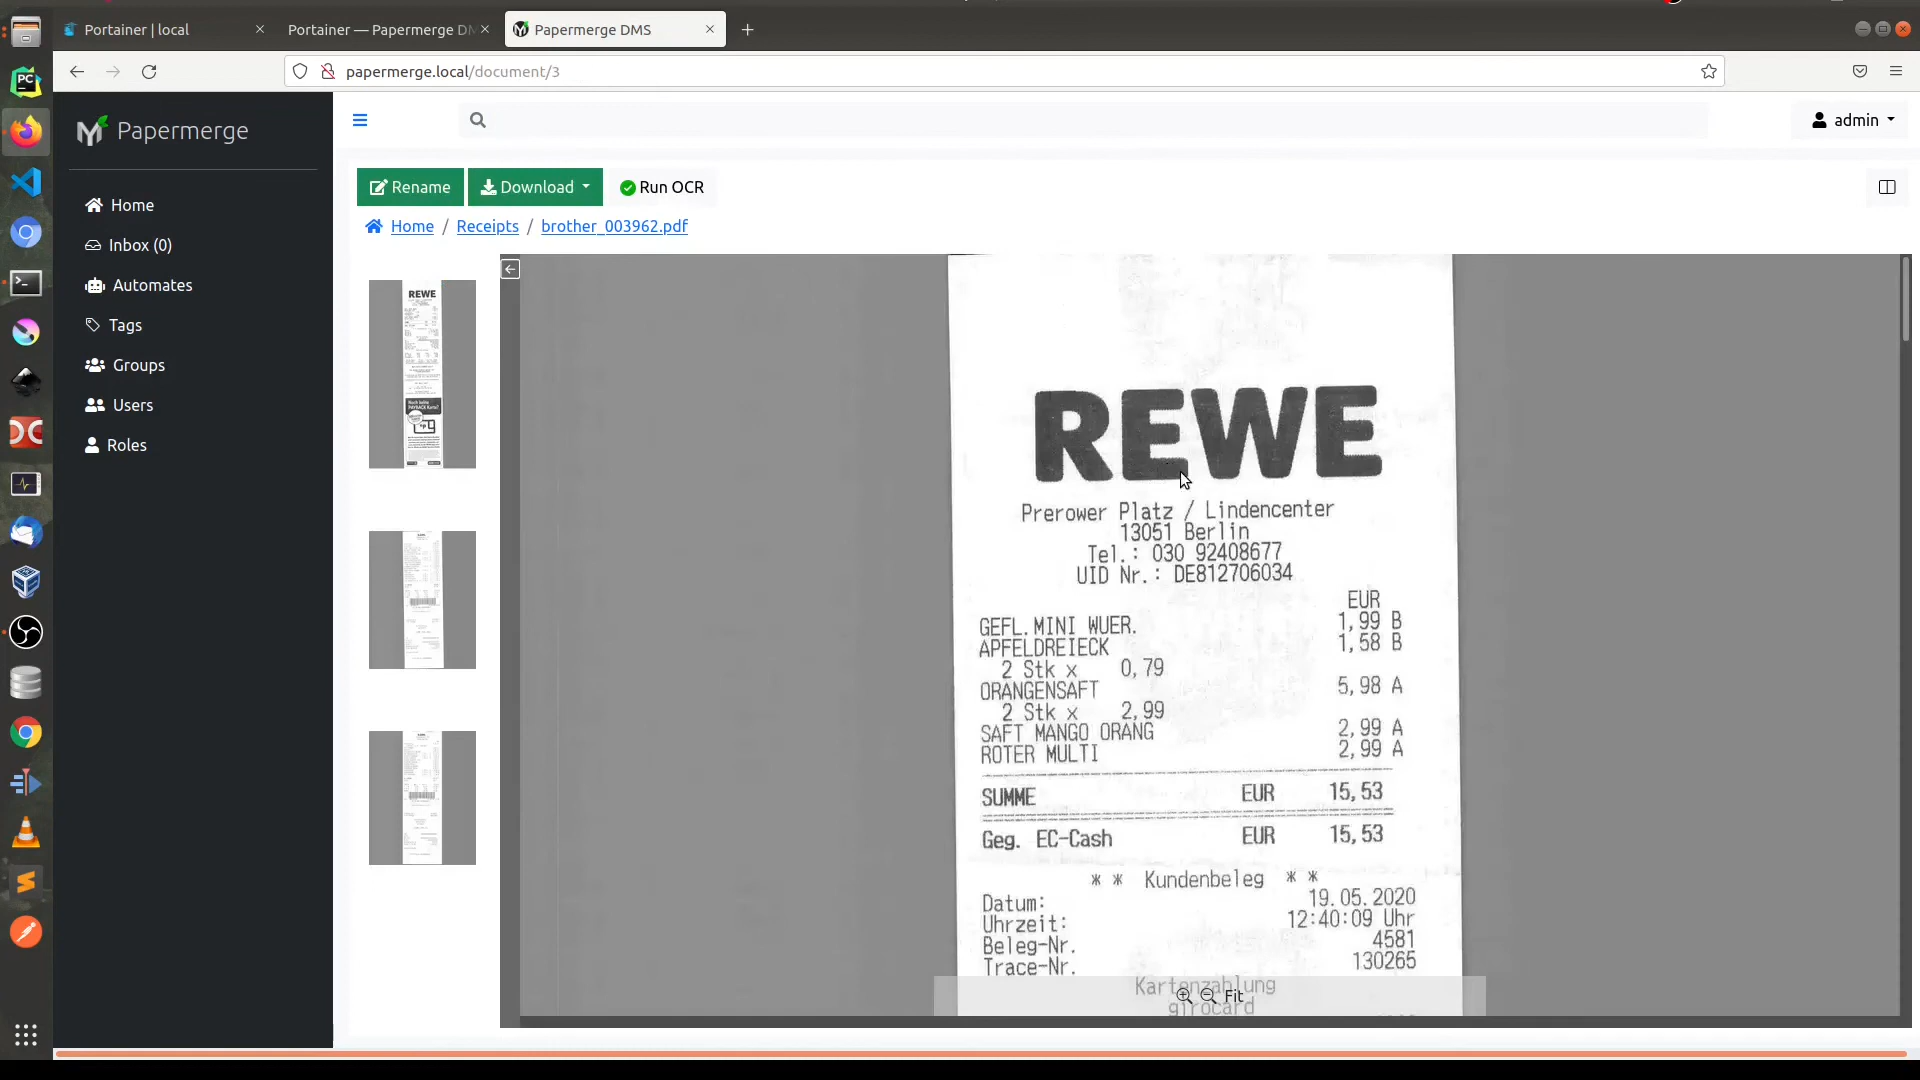 Portainer | local
Portainer — Papermerge DM
Papermerge DMS
papermerge.local/document/3
Papermerge
admin
Home
Inbox (0)
Automates
Tags
Groups
Users
Roles
Rename
Download
Run OCR
Home / Receipts / brother_003962.pdf
REWE
REWE
Prerower Platz / Lindencenter
13051 Berlin
Tel.: 030 92408677
UID Nr.: DE812706034
EUR
GEFL.MINI WUER. 1,99 B
APFELDREIECK 1,58 B
2 Stk x 0,79
ORANGENSAFT 5,98 A
2 Stk x 2,99
SAFT MANGO ORANG 2,99 A
ROTER MULTI 2,99 A
SUMME EUR 15,53
Geg. EC-Cash EUR 15,53
* * Kundenbeleg * *
Datum: 19.05.2020
Uhrzeit: 12:40:09 Uhr
Beleg-Nr. 4581
Trace-Nr. 130265
Kartenzahlung
girocard
Fit